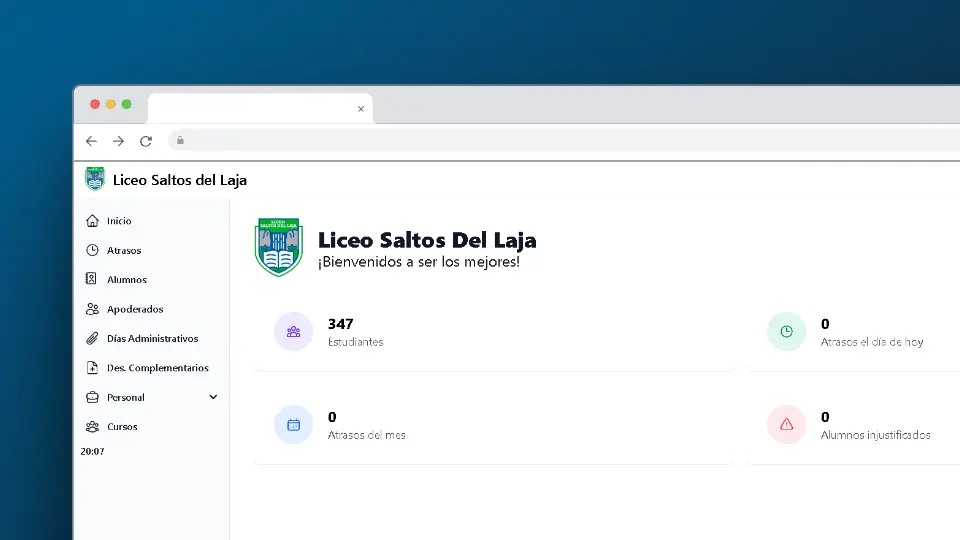 Liceo Saltos del Laja
Inicio
Atrasos
Alumnos
Apoderados
Días Administrativos
Des. Complementarios
Personal
Cursos
20:07
LICEO
SALTOS DEL LAJA
Liceo Saltos Del Laja
¡Bienvenidos a ser los mejores!
347
Estudiantes
0
Atrasos el día de hoy
0
Atrasos del mes
0
Alumnos injustificados